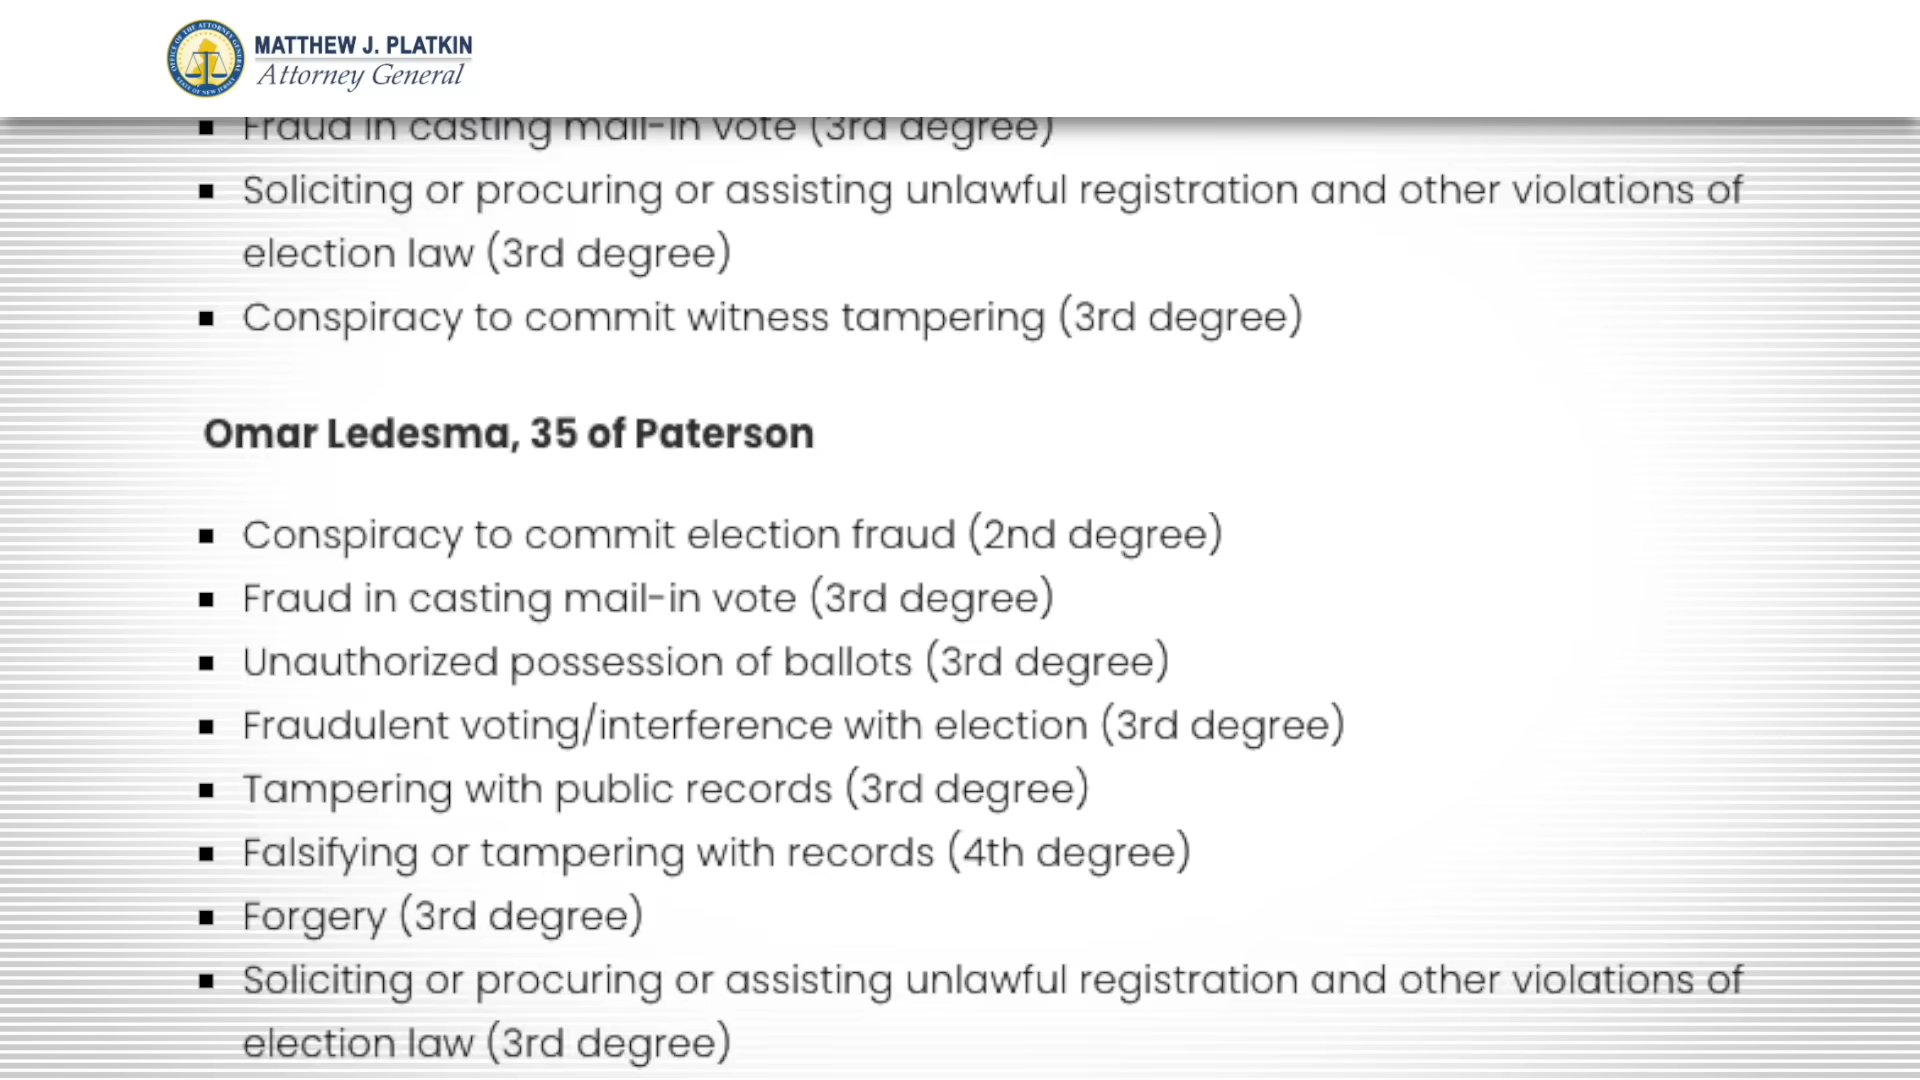 MATTHEW J. PLATKIN
Attorney General
Fraud in casting mail-in vote (3rd degree)
Soliciting or procuring or assisting unlawful registration and other violations of
election law (3rd degree)
Conspiracy to commit witness tampering (3rd degree)
Omar Ledesma, 35 of Paterson
Conspiracy to commit election fraud (2nd degree)
Fraud in casting mail-in vote (3rd degree)
Unauthorized possession of ballots (3rd degree)
Fraudulent voting/interference with election (3rd degree)
Tampering with public records (3rd degree)
Falsifying or tampering with records (4th degree)
Forgery (3rd degree)
Soliciting or procuring or assisting unlawful registration and other violations of
election law (3rd degree)